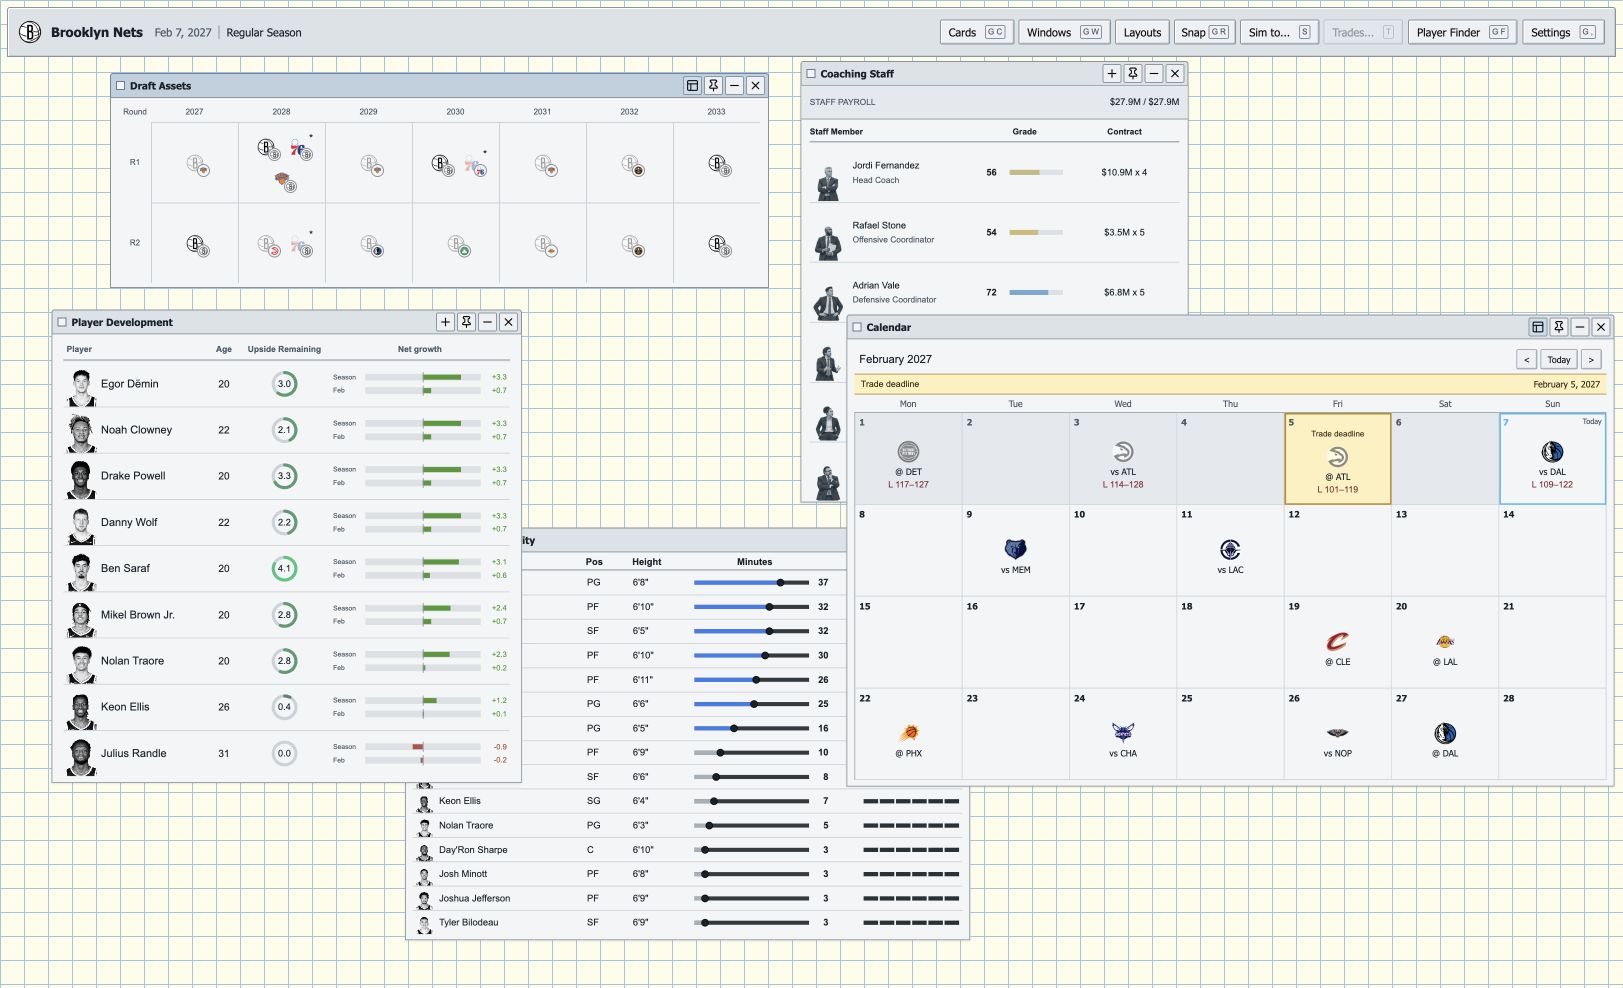 Brooklyn Nets Feb 7, 2027 | Regular Season
Cards G C Windows G W Layouts Snap G R Sim to... S Trades... T Player Finder G F Settings G ,
Draft Assets
Round 2027 2028 2029 2030 2031 2032 2033
R1
R2
Coaching Staff
STAFF PAYROLL $27.9M / $27.9M
Staff Member Grade Contract
Jordi Fernandez
Head Coach
56 $10.9M x 4
Rafael Stone
Offensive Coordinator
54 $3.5M x 5
Adrian Vale
Defensive Coordinator
72 $6.8M x 5
Player Development
Player Age Upside Remaining Net growth
Egor Dëmin 20 3.0 Season +3.3
Feb +0.7
Noah Clowney 22 2.1 Season +3.3
Feb +0.7
Drake Powell 20 3.3 Season +3.3
Feb +0.7
Danny Wolf 22 2.2 Season +3.3
Feb +0.7
Ben Saraf 20 4.1 Season +3.1
Feb +0.6
Mikel Brown Jr. 20 2.8 Season +2.4
Feb +0.7
Nolan Traore 20 2.8 Season +2.3
Feb +0.2
Keon Ellis 26 0.4 Season +1.2
Feb +0.1
Julius Randle 31 0.0 Season -0.9
Feb -0.2
Calendar
February 2027 < Today >
Trade deadline February 5, 2027
Mon Tue Wed Thu Fri Sat Sun
1 2 3 4 5 6 7 Today
Trade deadline
@ DET vs ATL @ ATL vs DAL
L 117–127 L 114–128 L 101–119 L 109–122
8 9 10 11 12 13 14
vs MEM vs LAC
15 16 17 18 19 20 21
@ CLE @ LAL
22 23 24 25 26 27 28
@ PHX vs CHA vs NOP @ DAL
ity
Pos Height Minutes
PG 6'8" 37
PF 6'10" 32
SF 6'5" 32
PF 6'10" 30
PF 6'11" 26
PG 6'6" 25
PG 6'5" 16
PF 6'9" 10
SF 6'6" 8
Keon Ellis SG 6'4" 7
Nolan Traore PG 6'3" 5
Day'Ron Sharpe C 6'10" 3
Josh Minott PF 6'8" 3
Joshua Jefferson PF 6'9" 3
Tyler Bilodeau SF 6'9" 3